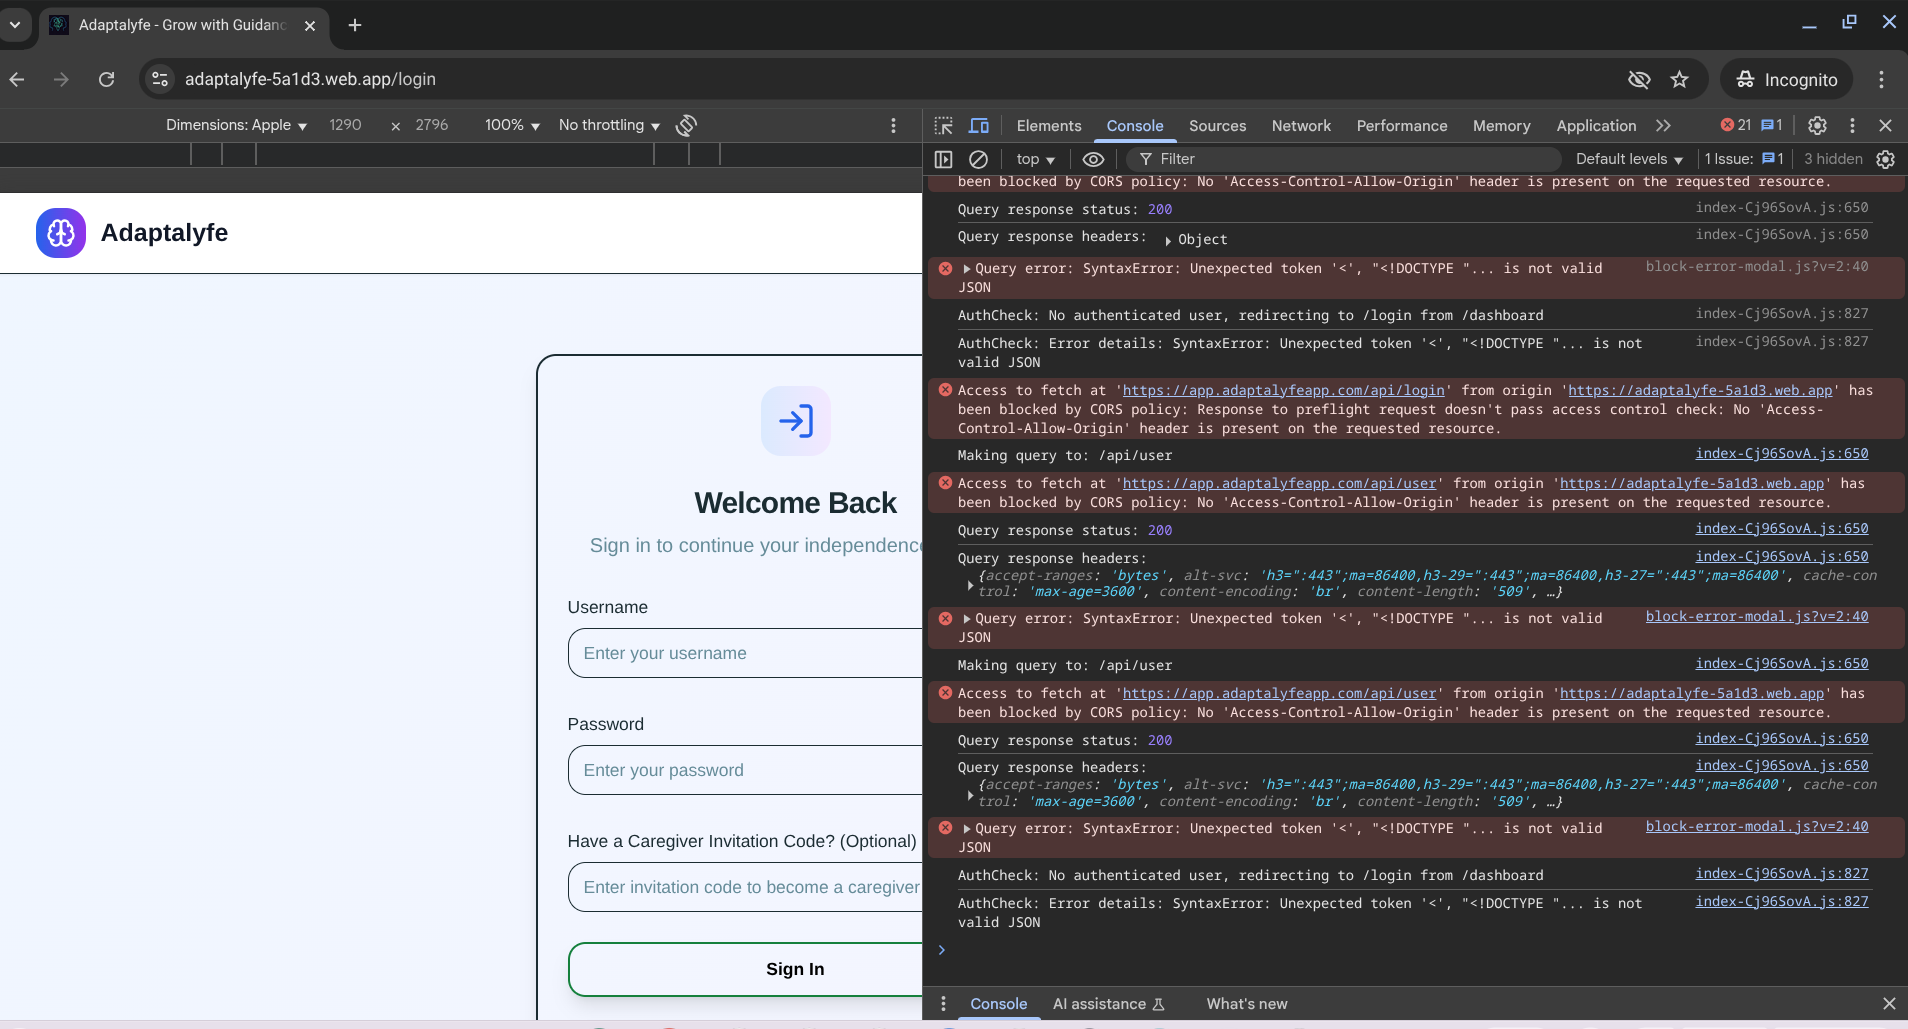 Adaptalyfe - Grow with Guidanc
adaptalyfe-5a1d3.web.app/login
Incognito
Dimensions: Apple 1290 × 2796 100% No throttling
Elements Console Sources Network Performance Memory Application 21 1
top Filter Default levels 1 Issue: 1 3 hidden
Adaptalyfe
Welcome Back
Sign in to continue your independence
Username
Enter your username
Password
Enter your password
Have a Caregiver Invitation Code? (Optional)
Enter invitation code to become a caregiver
Sign In
been blocked by CORS policy: No 'Access-Control-Allow-Origin' header is present on the requested resource.
Query response status: 200 index-Cj96SovA.js:650
Query response headers: Object index-Cj96SovA.js:650
Query error: SyntaxError: Unexpected token '<', "<!DOCTYPE "... is not valid block-error-modal.js?v=2:40
JSON
AuthCheck: No authenticated user, redirecting to /login from /dashboard index-Cj96SovA.js:827
AuthCheck: Error details: SyntaxError: Unexpected token '<', "<!DOCTYPE "... is not index-Cj96SovA.js:827
valid JSON
Access to fetch at 'https://app.adaptalyfeapp.com/api/login' from origin 'https://adaptalyfe-5a1d3.web.app' has
been blocked by CORS policy: Response to preflight request doesn't pass access control check: No 'Access-
Control-Allow-Origin' header is present on the requested resource.
Making query to: /api/user index-Cj96SovA.js:650
Access to fetch at 'https://app.adaptalyfeapp.com/api/user' from origin 'https://adaptalyfe-5a1d3.web.app' has
been blocked by CORS policy: No 'Access-Control-Allow-Origin' header is present on the requested resource.
Query response status: 200 index-Cj96SovA.js:650
Query response headers: index-Cj96SovA.js:650
{accept-ranges: 'bytes', alt-svc: 'h3=":443";ma=86400,h3-29=":443";ma=86400,h3-27=":443";ma=86400', cache-con
trol: 'max-age=3600', content-encoding: 'br', content-length: '509', …}
Query error: SyntaxError: Unexpected token '<', "<!DOCTYPE "... is not valid block-error-modal.js?v=2:40
JSON
Making query to: /api/user index-Cj96SovA.js:650
Access to fetch at 'https://app.adaptalyfeapp.com/api/user' from origin 'https://adaptalyfe-5a1d3.web.app' has
been blocked by CORS policy: No 'Access-Control-Allow-Origin' header is present on the requested resource.
Query response status: 200 index-Cj96SovA.js:650
Query response headers: index-Cj96SovA.js:650
{accept-ranges: 'bytes', alt-svc: 'h3=":443";ma=86400,h3-29=":443";ma=86400,h3-27=":443";ma=86400', cache-con
trol: 'max-age=3600', content-encoding: 'br', content-length: '509', …}
Query error: SyntaxError: Unexpected token '<', "<!DOCTYPE "... is not valid block-error-modal.js?v=2:40
JSON
AuthCheck: No authenticated user, redirecting to /login from /dashboard index-Cj96SovA.js:827
AuthCheck: Error details: SyntaxError: Unexpected token '<', "<!DOCTYPE "... is not index-Cj96SovA.js:827
valid JSON
Console AI assistance What's new